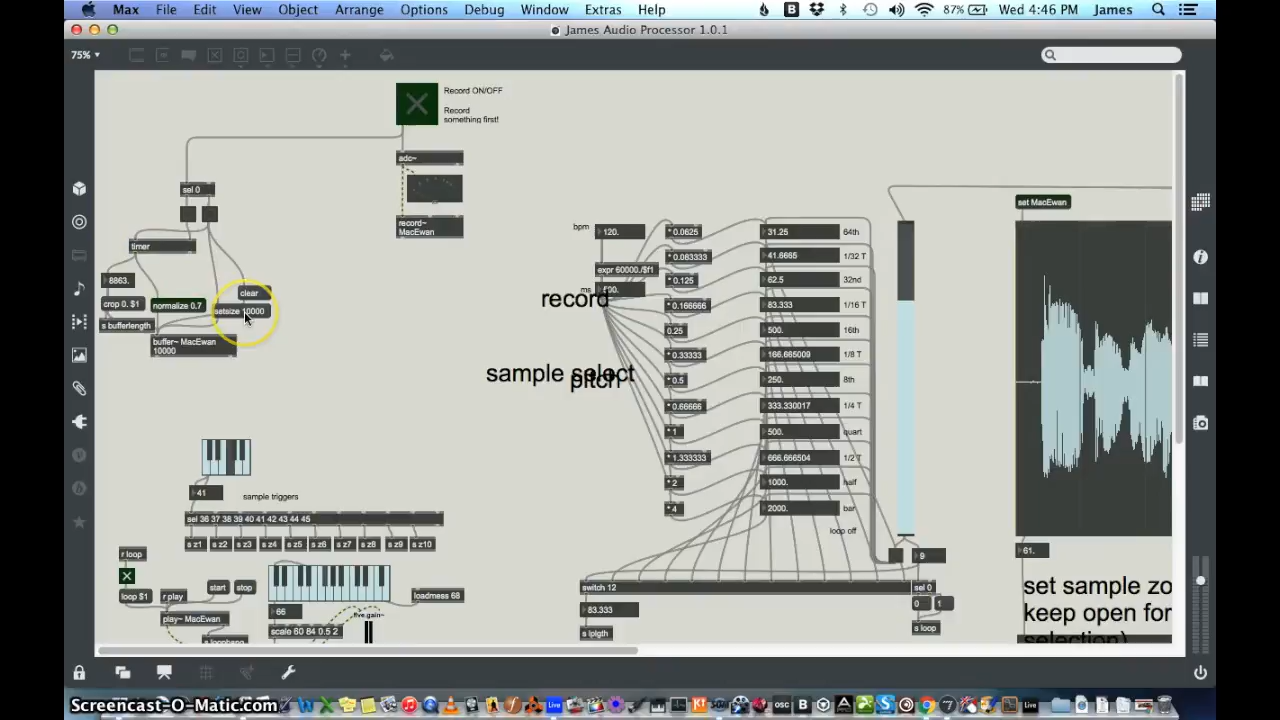 Max File Edit View Object Arrange Options Debug Window Extras Help 87% Wed 4:46 PM James
James Audio Processor 1.0.1
75%
Record ON/OFF
Record
something first!
adc~
record~
MacEwan
sel 0
timer
8863.
clear
crop 0. $1
normalize 0.7
setsize 10000
s bufferlength
buffer~ MacEwan
10000
bpm
120.
expr 60000./$f1
ms
500.
record
sample select
pitch
* 0.0625
31.25
64th
* 0.083333
41.6665
1/32 T
* 0.125
62.5
32nd
* 0.166666
83.333
1/16 T
0.25
500.
16th
* 0.33333
166.665009
1/8 T
* 0.5
250.
8th
* 0.66666
333.330017
1/4 T
* 1
500.
quart
* 1.333333
666.666504
1/2 T
* 2
1000.
half
* 4
2000.
bar
loop off
9
switch 12
sel 0
83.333
0
1
s lpgth
s loop
set MacEwan
61.
set sample zo
keep open for
selection)
41
sample triggers
sel 36 37 38 39 40 41 42 43 44 45
s z1 s z2 s z3 s z4 s z5 s z6 s z7 s z8 s z9 s z10
r loop
loop $1
r play
start
stop
play~ MacEwan
s loopbang
66
loadmess 68
live.gain~
scale 60 84 0.5 2
Screencast-O-Matic.com